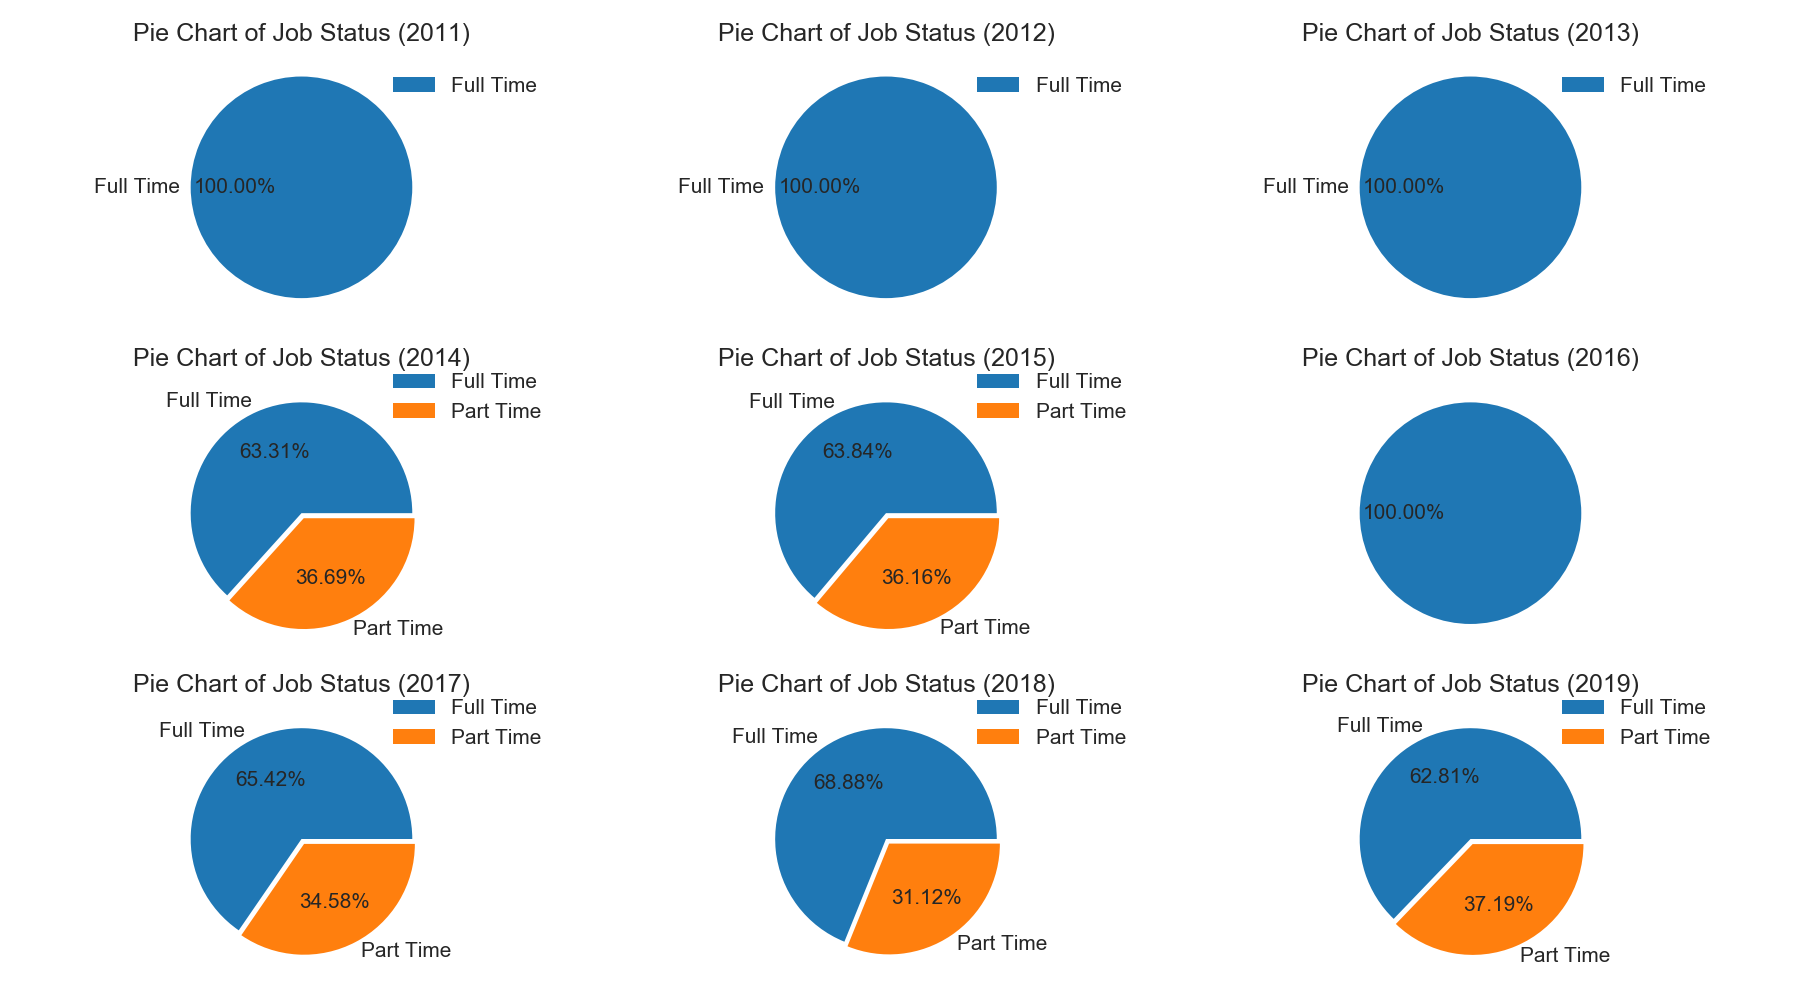 Pie Chart of Job Status (2011)
Full Time
Full Time
100.00%
Pie Chart of Job Status (2012)
Full Time
Full Time
100.00%
Pie Chart of Job Status (2013)
Full Time
Full Time
100.00%
Pie Chart of Job Status (2014)
Full Time
Part Time
Full Time
63.31%
36.69%
Part Time
Pie Chart of Job Status (2015)
Full Time
Part Time
Full Time
63.84%
36.16%
Part Time
Pie Chart of Job Status (2016)
100.00%
Pie Chart of Job Status (2017)
Full Time
Part Time
Full Time
65.42%
34.58%
Part Time
Pie Chart of Job Status (2018)
Full Time
Part Time
Full Time
68.88%
31.12%
Part Time
Pie Chart of Job Status (2019)
Full Time
Part Time
Full Time
62.81%
37.19%
Part Time